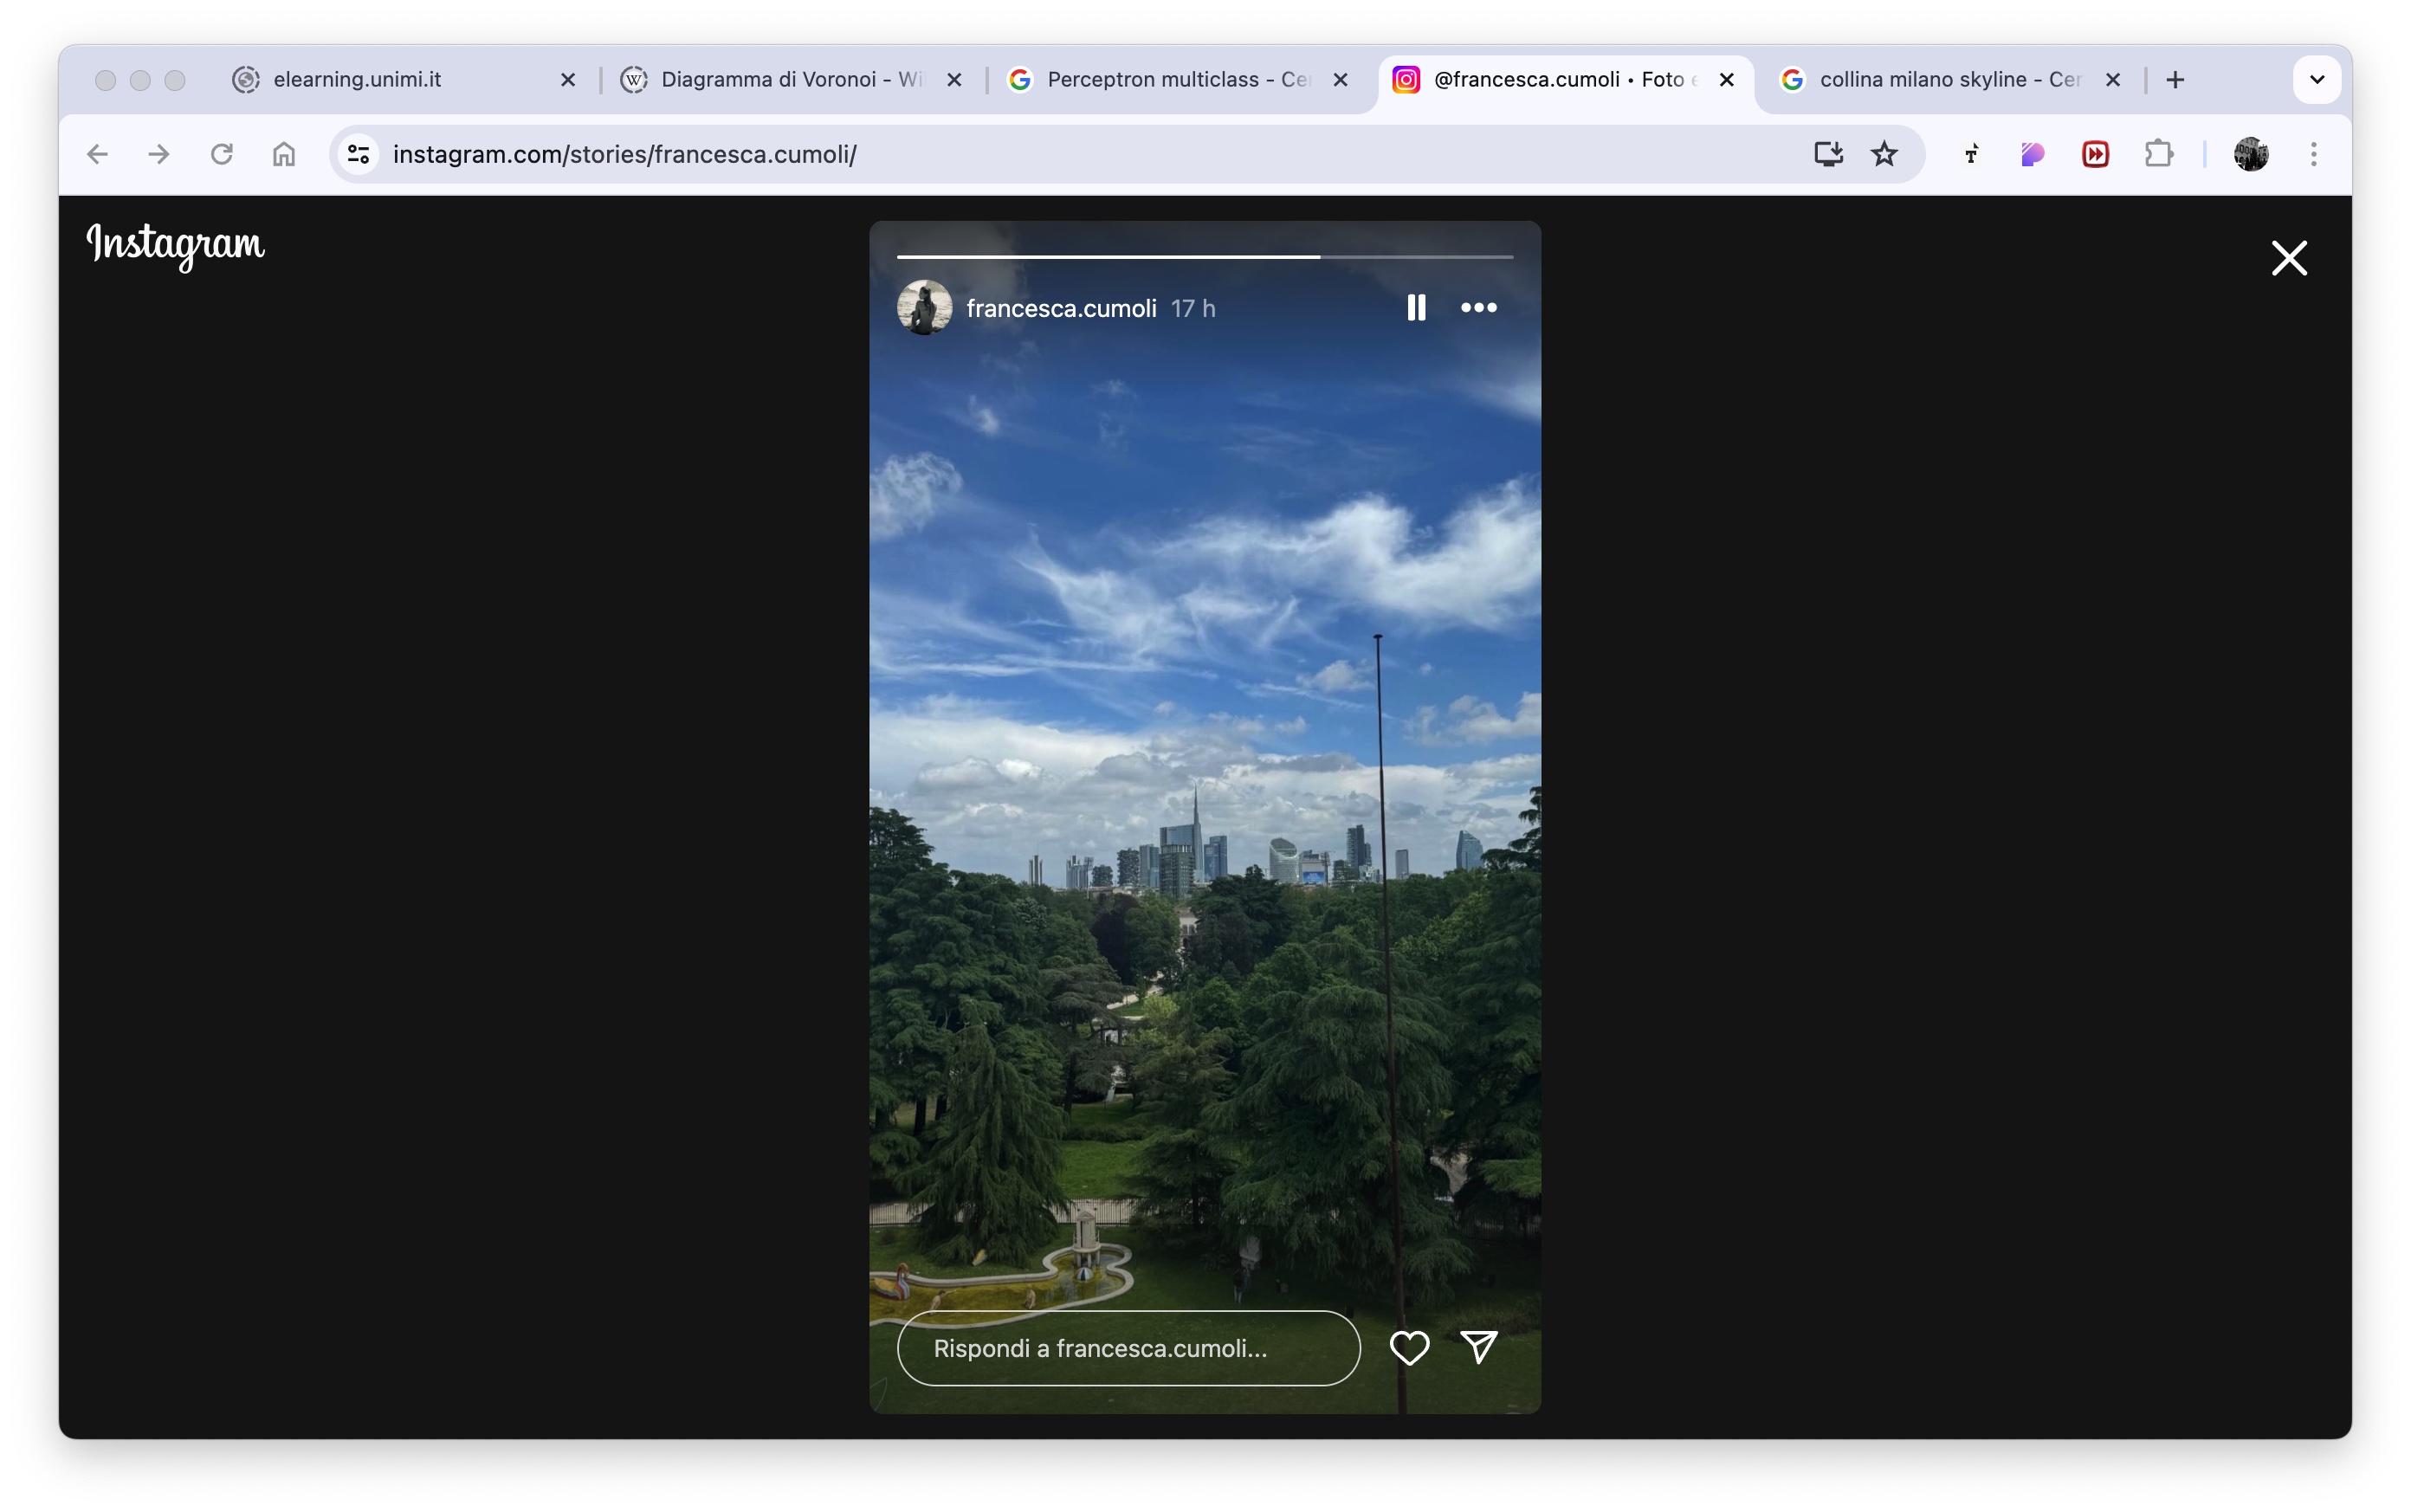 elearning.unimi.it
Diagramma di Voronoi - Wi
Perceptron multiclass - Ce
@francesca.cumoli • Foto e
collina milano skyline - Cer
instagram.com/stories/francesca.cumoli/
Instagram
francesca.cumoli 17 h
Rispondi a francesca.cumoli...